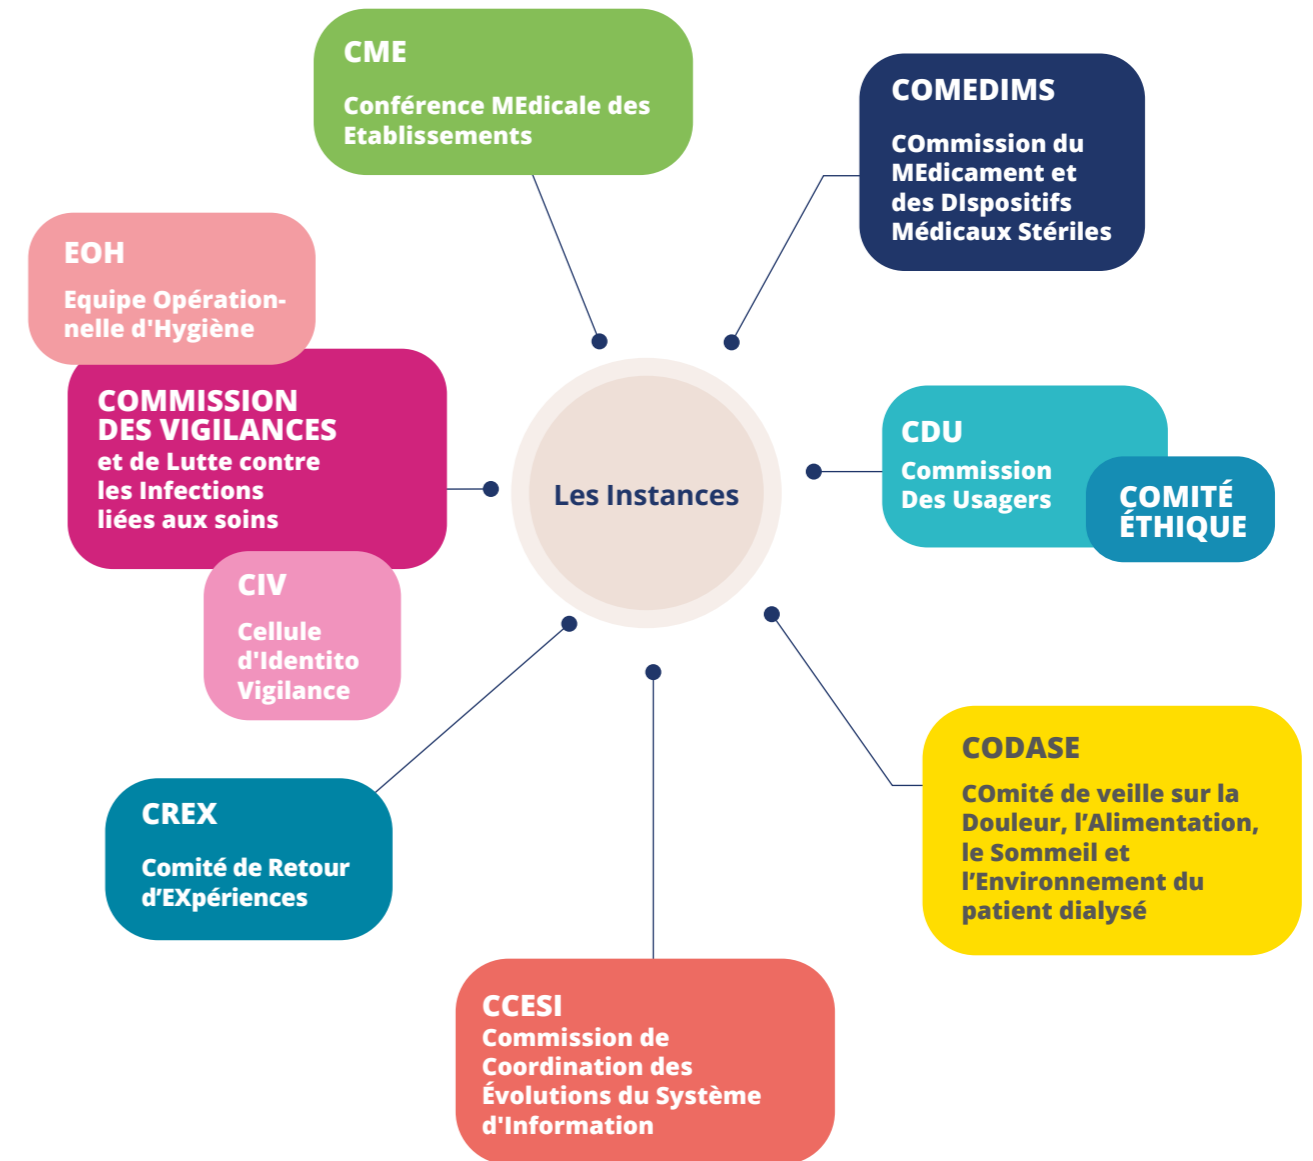 CME
Conférence MEdicale des
Etablissements
COMEDIMS
COmmission du
MEdicament et
des DIspositifs
Médicaux Stériles
EOH
Equipe Opération-
nelle d'Hygiène
COMMISSION
DES VIGILANCES
et de Lutte contre
les Infections
liées aux soins
CIV
Cellule
d'Identito
Vigilance
Les Instances
CDU
Commission
Des Usagers
COMITÉ
ÉTHIQUE
CREX
Comité de Retour
d’EXpériences
CODASE
COmité de veille sur la
Douleur, l’Alimentation,
le Sommeil et
l’Environnement du
patient dialysé
CCESI
Commission de
Coordination des
Évolutions du Système
d'Information